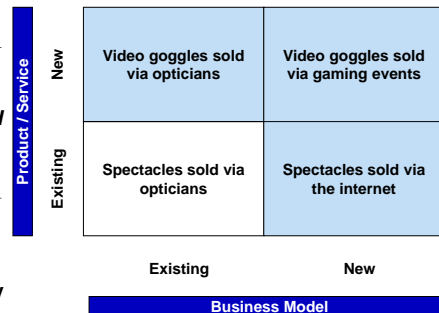 Product / Service
New
Video goggles sold
via opticians
Video goggles sold
via gaming events
Existing
Spectacles sold via
opticians
Spectacles sold via
the internet
Existing
New
Business Model